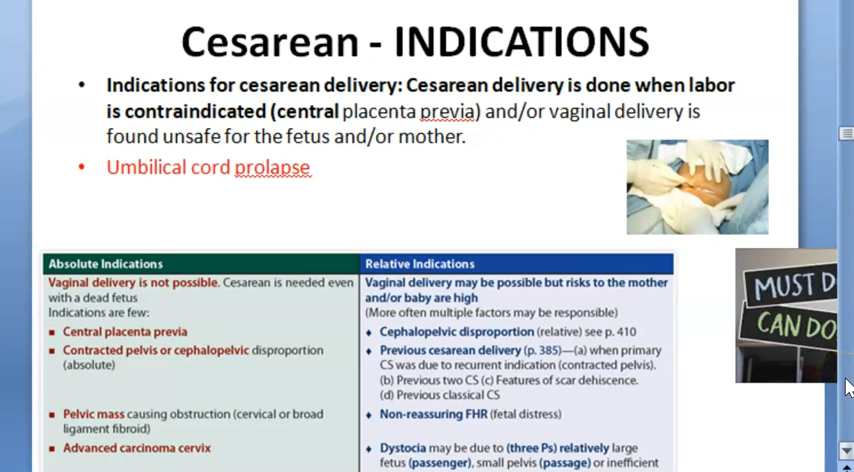 Cesarean - INDICATIONS
• Indications for cesarean delivery: Cesarean delivery is done when labor
is contraindicated (central placenta previa) and/or vaginal delivery is
found unsafe for the fetus and/or mother.
• Umbilical cord prolapse
Absolute Indications
Vaginal delivery is not possible. Cesarean is needed even
with a dead fetus
Indications are few:
▪ Central placenta previa
▪ Contracted pelvis or cephalopelvic disproportion
(absolute)
▪ Pelvic mass causing obstruction (cervical or broad
ligament fibroid)
▪ Advanced carcinoma cervix
Relative Indications
Vaginal delivery may be possible but risks to the mother
and/or baby are high
(More often multiple factors may be responsible)
♦ Cephalopelvic disproportion (relative) see p. 410
♦ Previous cesarean delivery (p. 385)—(a) when primary
CS was due to recurrent indication (contracted pelvis).
(b) Previous two CS (c) Features of scar dehiscence.
(d) Previous classical CS
♦ Non-reassuring FHR (fetal distress)
♦ Dystocia may be due to (three Ps) relatively large
fetus (passenger), small pelvis (passage) or inefficient
MUST D
CAN DO